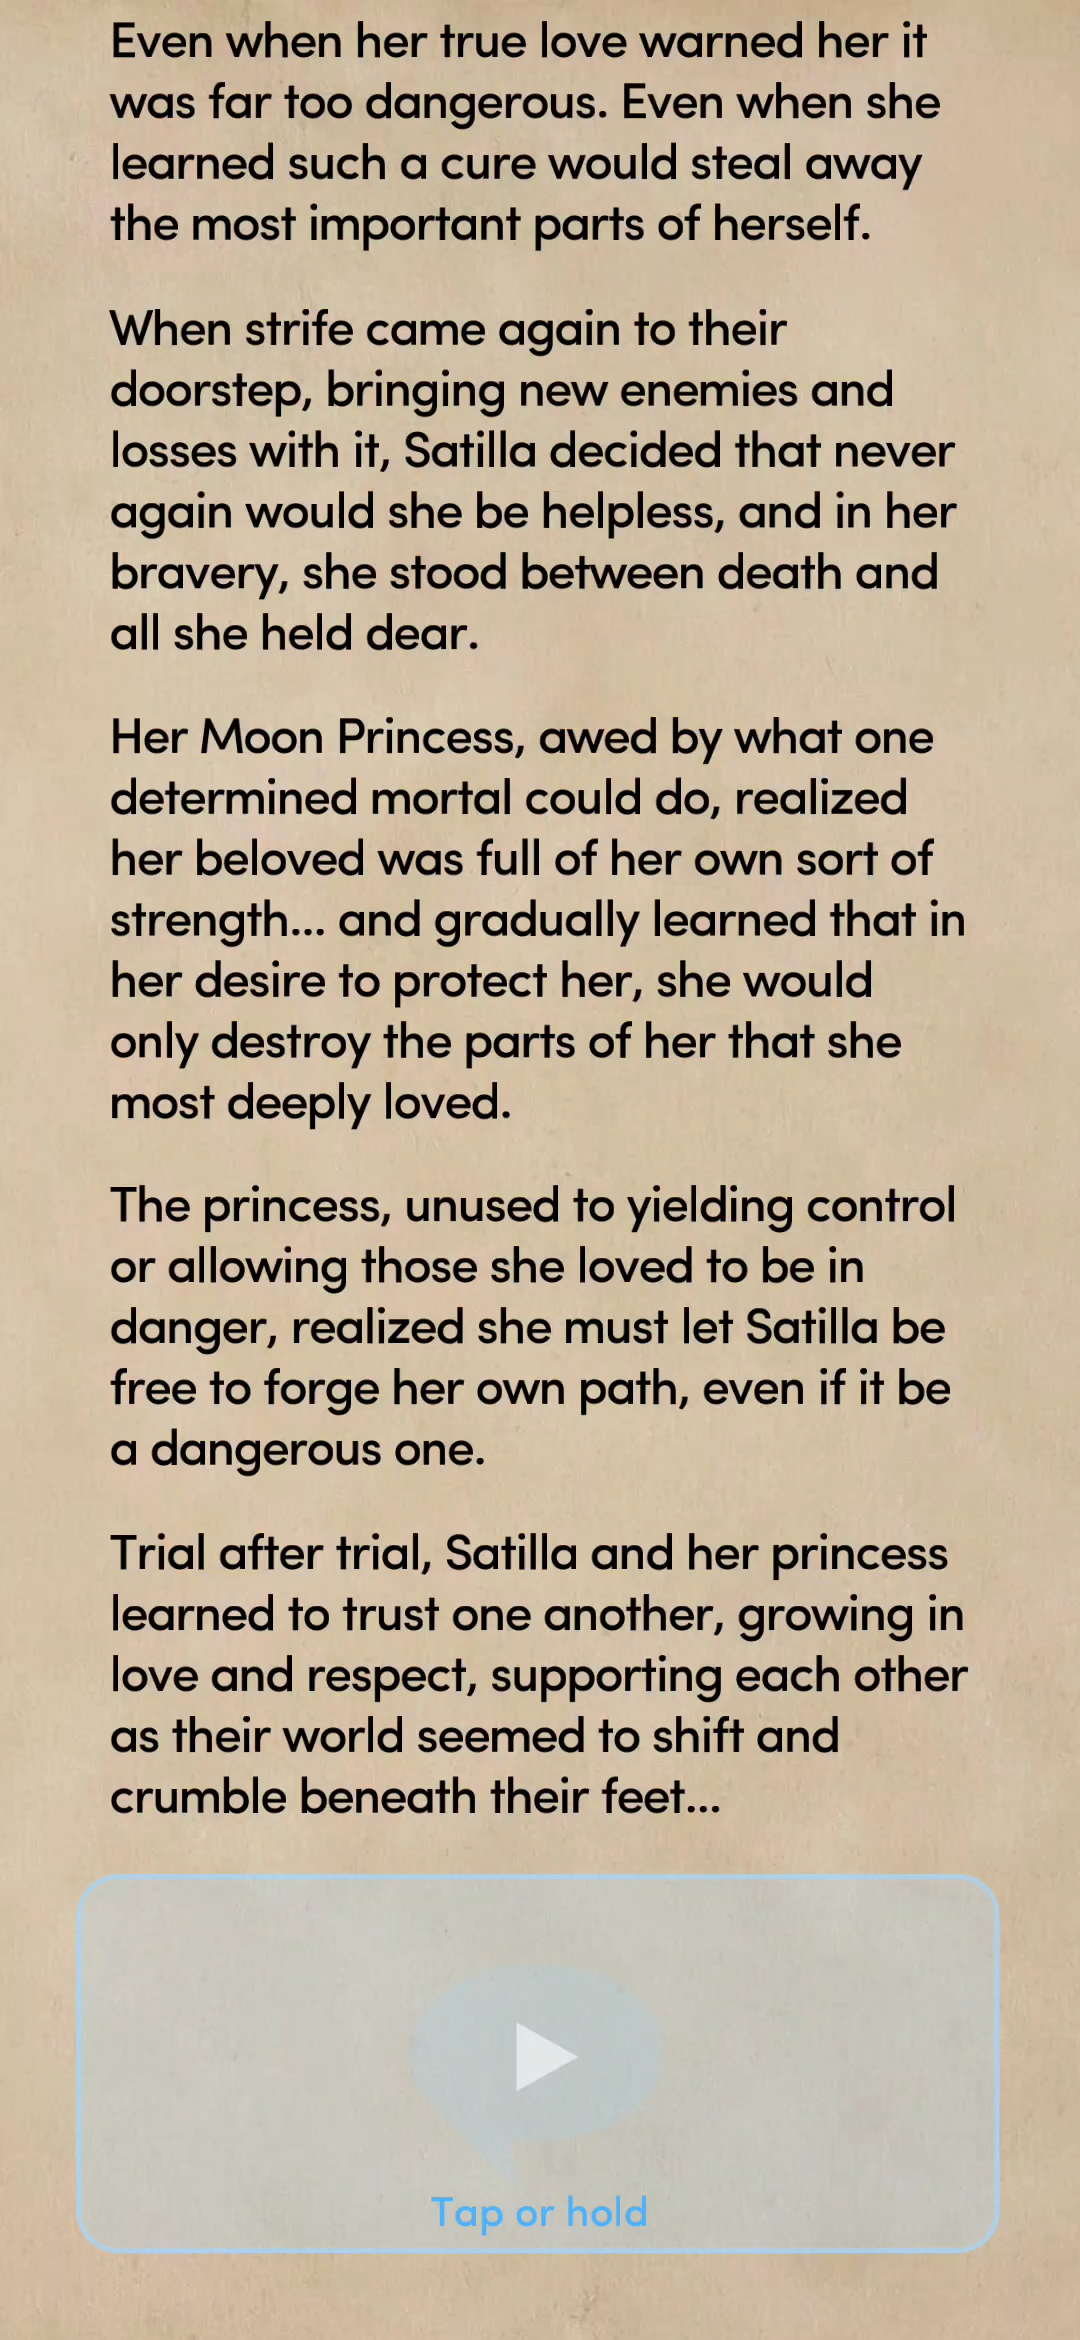 Even when her true love warned her it
was far too dangerous. Even when she
learned such a cure would steal away
the most important parts of herself.
When strife came again to their
doorstep, bringing new enemies and
losses with it, Satilla decided that never
again would she be helpless, and in her
bravery, she stood between death and
all she held dear.
Her Moon Princess, awed by what one
determined mortal could do, realized
her beloved was full of her own sort of
strength... and gradually learned that in
her desire to protect her, she would
only destroy the parts of her that she
most deeply loved.
The princess, unused to yielding control
or allowing those she loved to be in
danger, realized she must let Satilla be
free to forge her own path, even if it be
a dangerous one.
Trial after trial, Satilla and her princess
learned to trust one another, growing in
love and respect, supporting each other
as their world seemed to shift and
crumble beneath their feet...
Tap or hold